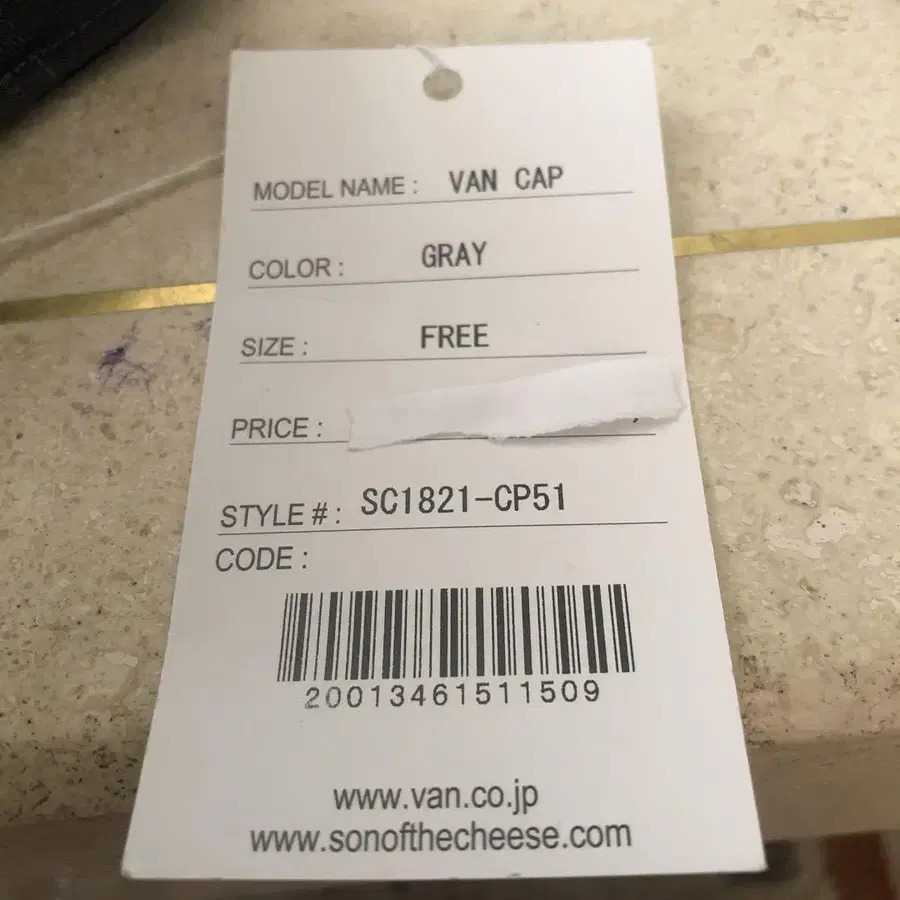 MODEL NAME : VAN CAP
COLOR : GRAY
SIZE : FREE
PRICE :
STYLE # : SC1821-CP51
CODE :
20013461511509
www.van.co.jp
www.sonofthecheese.com